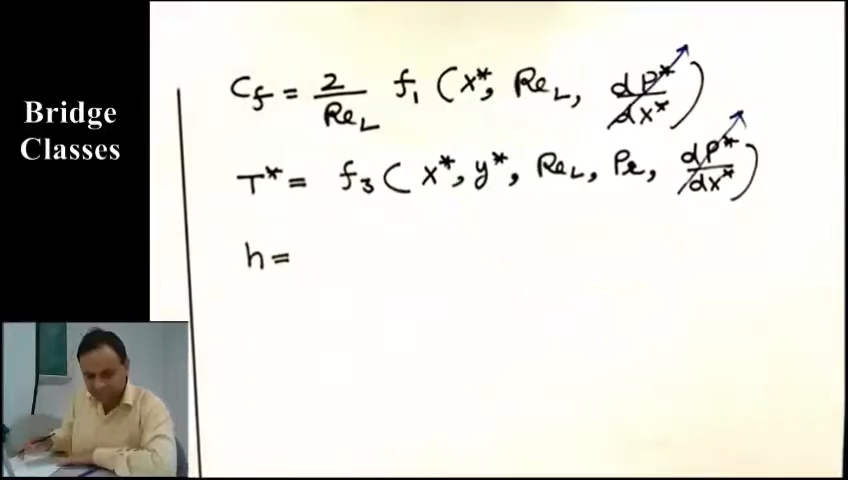 Bridge
Classes
Cf = 2/ReL f1 (x*, ReL, dP*/dx*)
T* = f3 (x*, y*, ReL, Pr, dP*/dx*)
h =